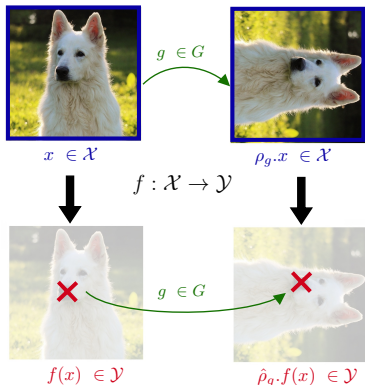 g ∈ G
x ∈ 𝒳
ρ_g.x ∈ 𝒳
f : 𝒳 → 𝒴
g ∈ G
f(x) ∈ 𝒴
ρ̂_g.f(x) ∈ 𝒴